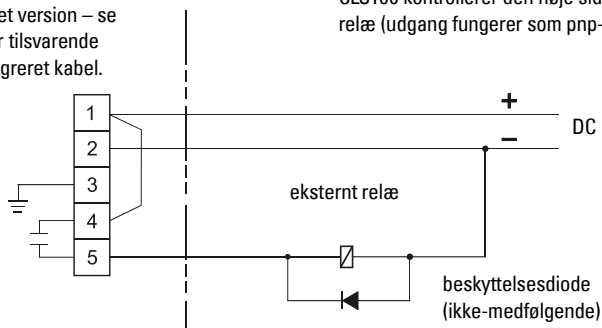 et version – se
r tilsvarende
greret kabel.
relæ (udgang fungerer som pnp-
1
2
3
4
5
+
–
DC
eksternt relæ
beskyttelsesdiode
(ikke-medfølgende)